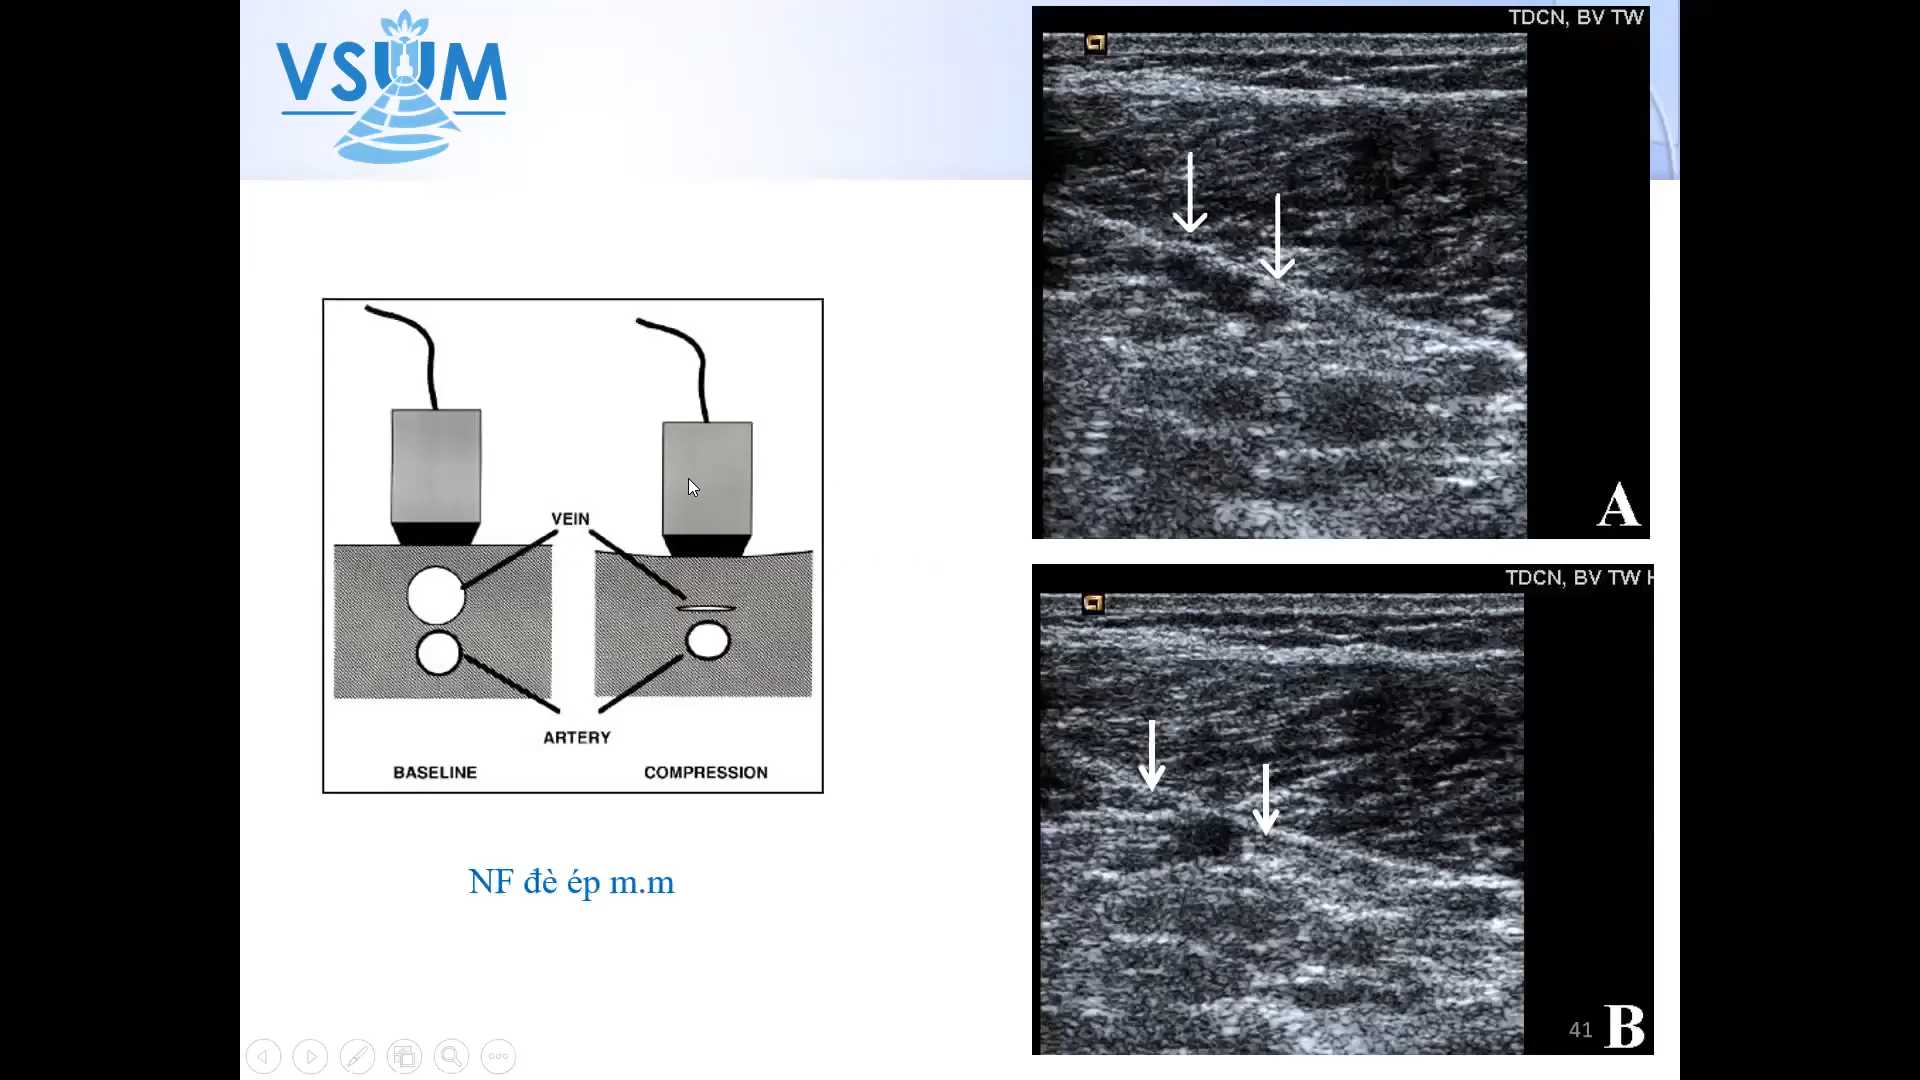 VSUM
VEIN
ARTERY
BASELINE
COMPRESSION
NF đè ép m.m
TDCN, BV TW
A
TDCN, BV TW H
B
41